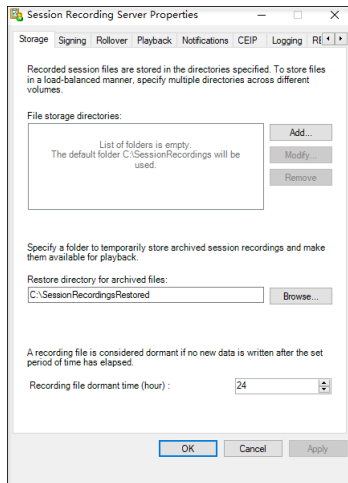 Session Recording Server Properties
Storage Signing Rollover Playback Notifications CEIP Logging
Recorded session files are stored in the directories specified. To store files
in a load-balanced manner, specify multiple directories across different
volumes.
File storage directories:
List of folders is empty.
The default folder C:\SessionRecordings will be
used.
Add...
Modify...
Remove
Specify a folder to temporarily store archived session recordings and make
them available for playback.
Restore directory for archived files:
C:\SessionRecordingsRestored
Browse...
A recording file is considered dormant if no new data is written after the set
period of time has elapsed.
Recording file dormant time (hour) :
24
OK Cancel Apply